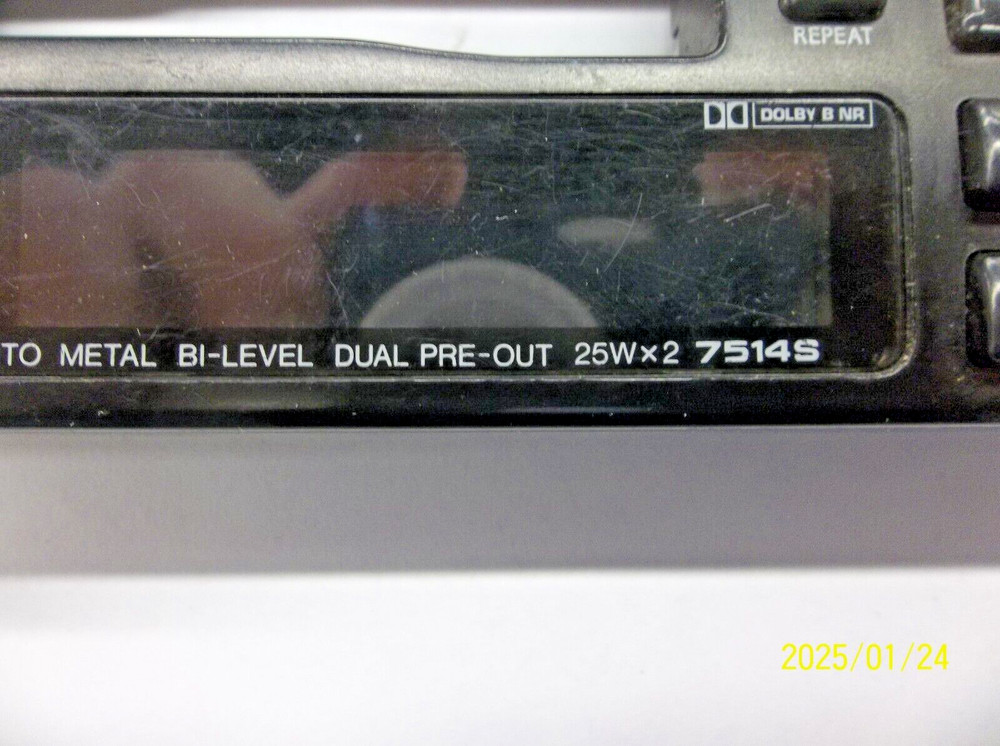 REPEAT
DOLBY B NR
TO METAL BI-LEVEL DUAL PRE-OUT 25W×2 7514S
2025/01/24